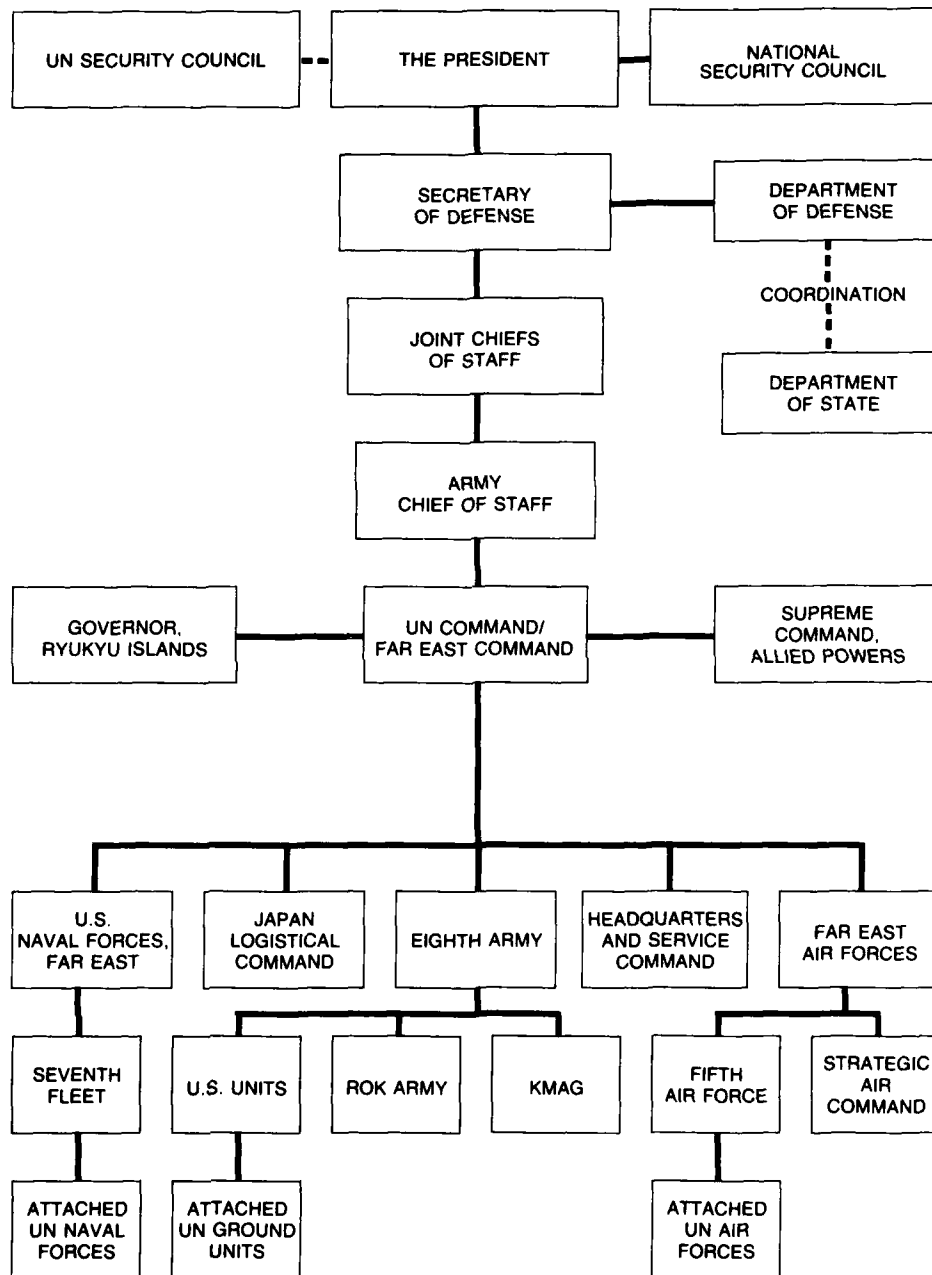 UN SECURITY COUNCIL
THE PRESIDENT
NATIONAL
SECURITY COUNCIL
SECRETARY
OF DEFENSE
DEPARTMENT
OF DEFENSE
COORDINATION
JOINT CHIEFS
OF STAFF
DEPARTMENT
OF STATE
ARMY
CHIEF OF STAFF
GOVERNOR,
RYUKYU ISLANDS
UN COMMAND/
FAR EAST COMMAND
SUPREME
COMMAND,
ALLIED POWERS
U.S.
NAVAL FORCES,
FAR EAST
JAPAN
LOGISTICAL
COMMAND
EIGHTH ARMY
HEADQUARTERS
AND SERVICE
COMMAND
FAR EAST
AIR FORCES
SEVENTH
FLEET
U.S. UNITS
ROK ARMY
KMAG
FIFTH
AIR FORCE
STRATEGIC
AIR
COMMAND
ATTACHED
UN NAVAL
FORCES
ATTACHED
UN GROUND
UNITS
ATTACHED
UN AIR
FORCES